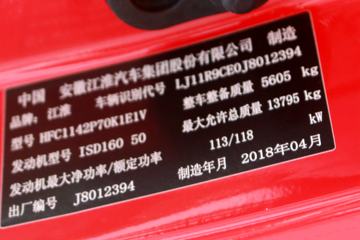 中国 安徽江淮汽车集团股份有限公司 制造
品牌: 江淮 车辆识别代号 LJ11R9CE0J8012394
型号 HFC1142P70K1E1V 整车整备质量 5605 kg
发动机型号 ISD160 50 最大允许总质量 13795 kg
发动机最大净功率/额定功率 113/118 kW
出厂编号 J8012394 制造年月 2018年04月